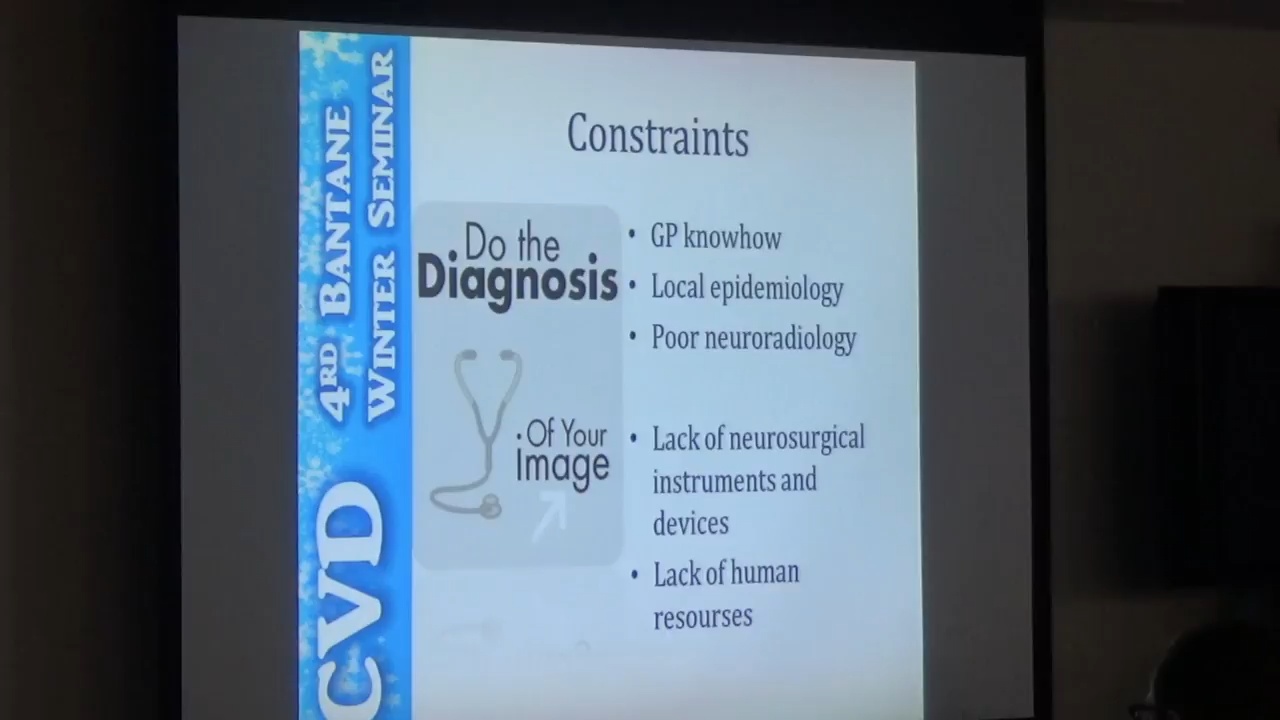 CVD
4RD BANTANE
WINTER SEMINAR
Constraints
Do the
Diagnosis
. Of Your
Image
• GP knowhow
• Local epidemiology
• Poor neuroradiology
• Lack of neurosurgical
instruments and
devices
• Lack of human
resourses